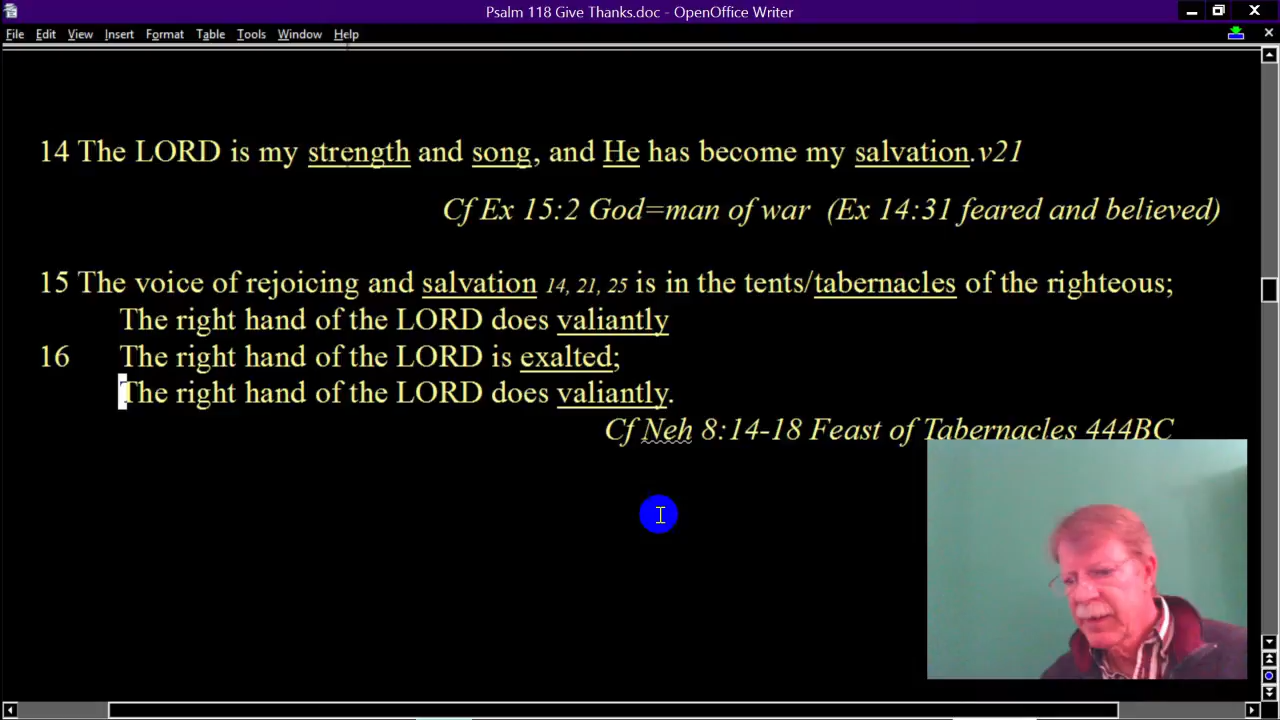 Psalm 118 Give Thanks.doc - OpenOffice Writer
File Edit View Insert Format Table Tools Window Help
14 The LORD is my strength and song, and He has become my salvation.v21
Cf Ex 15:2 God=man of war (Ex 14:31 feared and believed)
15 The voice of rejoicing and salvation 14, 21, 25 is in the tents/tabernacles of the righteous;
The right hand of the LORD does valiantly
16 The right hand of the LORD is exalted;
The right hand of the LORD does valiantly.
Cf Neh 8:14-18 Feast of Tabernacles 444BC